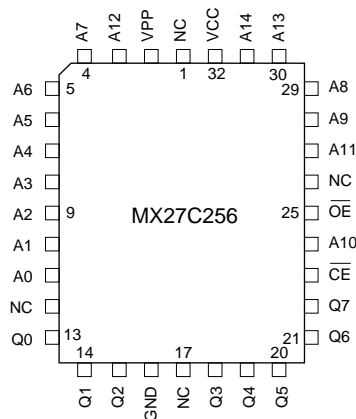 A7 A12 VPP NC VCC A14 A13
4 1 32 30
A6 5 29 A8
A5 A9
A4 A11
A3 NC
A2 9 MX27C256 25 OE
A1 A10
A0 CE
NC Q7
Q0 13 21 Q6
14 17 20
Q1 Q2 GND NC Q3 Q4 Q5